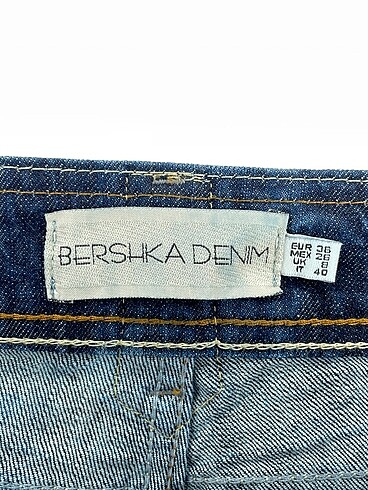 BERSHKA DENIM
EUR 36
MEX 26
UK 8
IT 40